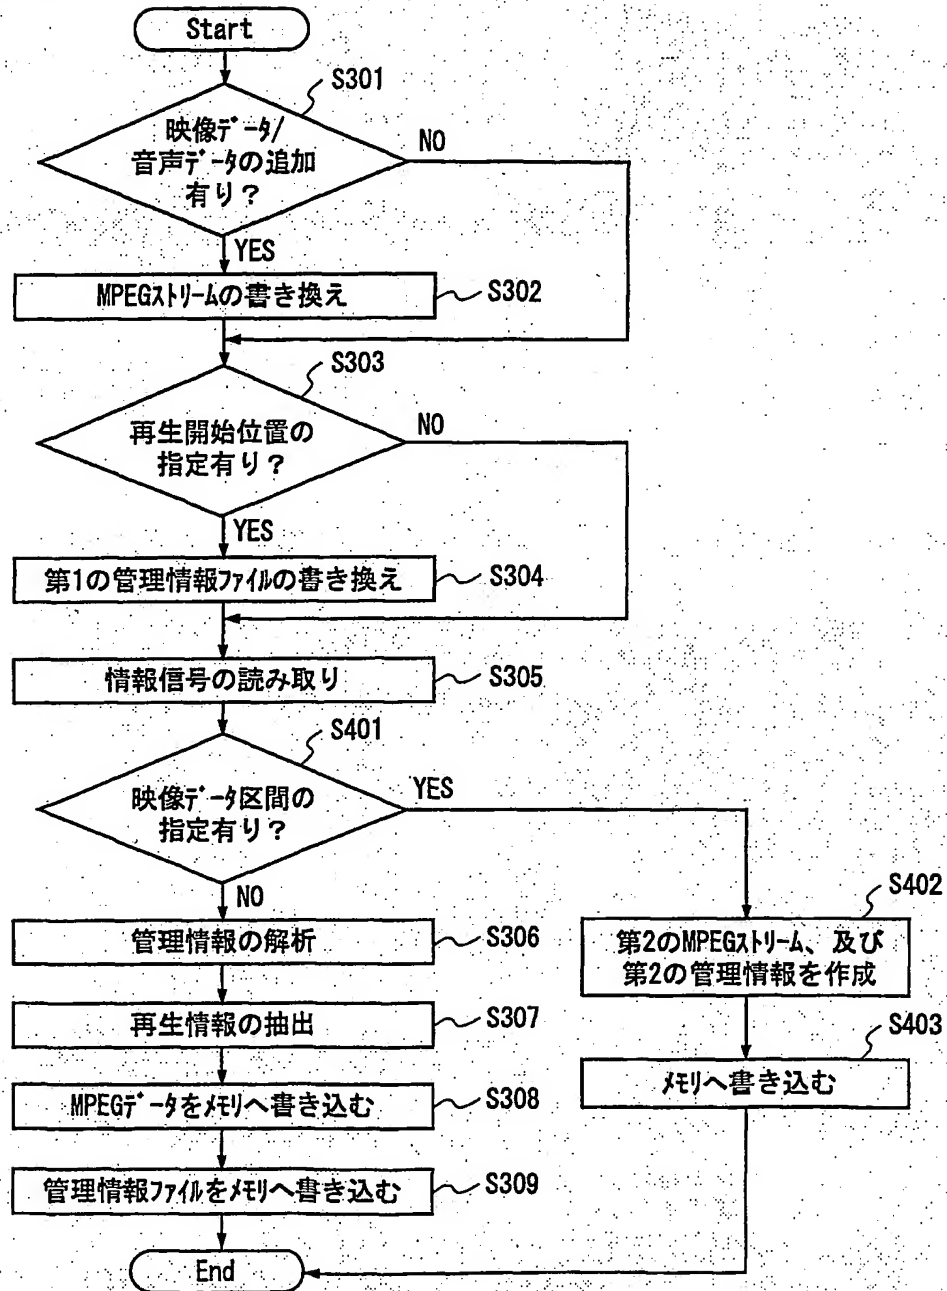 Start
S301
映像データ/
音声データの追加
有り?
NO
YES
MPEGストリームの書き換え
S302
S303
再生開始位置の
指定有り?
NO
YES
第1の管理情報ファイルの書き換え
S304
情報信号の読み取り
S305
S401
映像データ区間の
指定有り?
YES
NO
S402
第2のMPEGストリーム、及び
第2の管理情報を作成
管理情報の解析
S306
再生情報の抽出
S307
S403
メモリへ書き込む
MPEGデータをメモリへ書き込む
S308
管理情報ファイルをメモリへ書き込む
S309
End